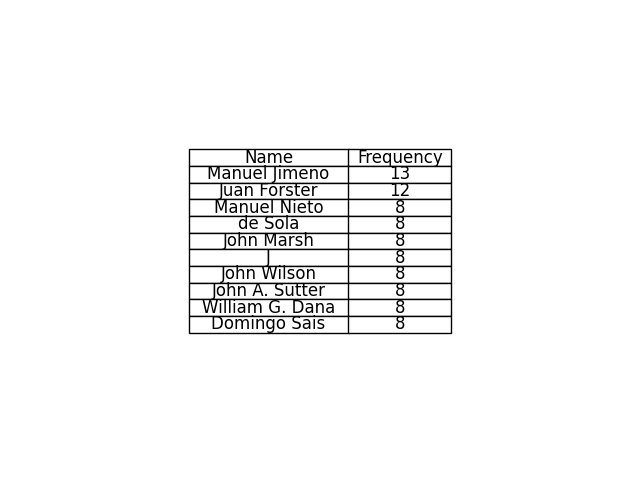 Name Frequency
Manuel Jimeno 13
Juan Forster 12
Manuel Nieto 8
de Sola 8
John Marsh 8
J 8
John Wilson 8
John A. Sutter 8
William G. Dana 8
Domingo Sais 8